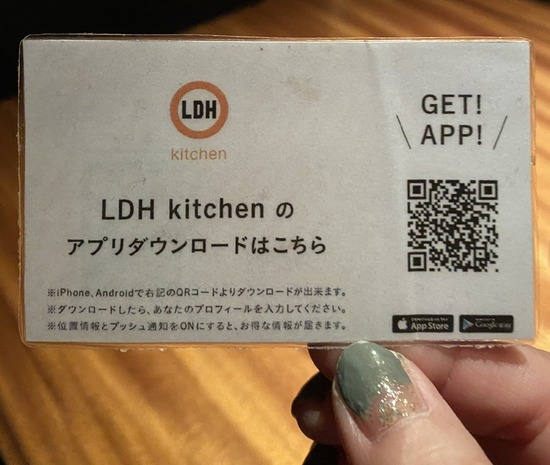 LDH
kitchen
GET!
APP!
LDH kitchen の
アプリダウンロードはこちら
※iPhone、Androidで右記のQRコードよりダウンロードが出来ます。
※ダウンロードしたら、あなたのプロフィールを入力してください。
※位置情報とプッシュ通知をONにすると、お得な情報が届きます。
App Store
Google play